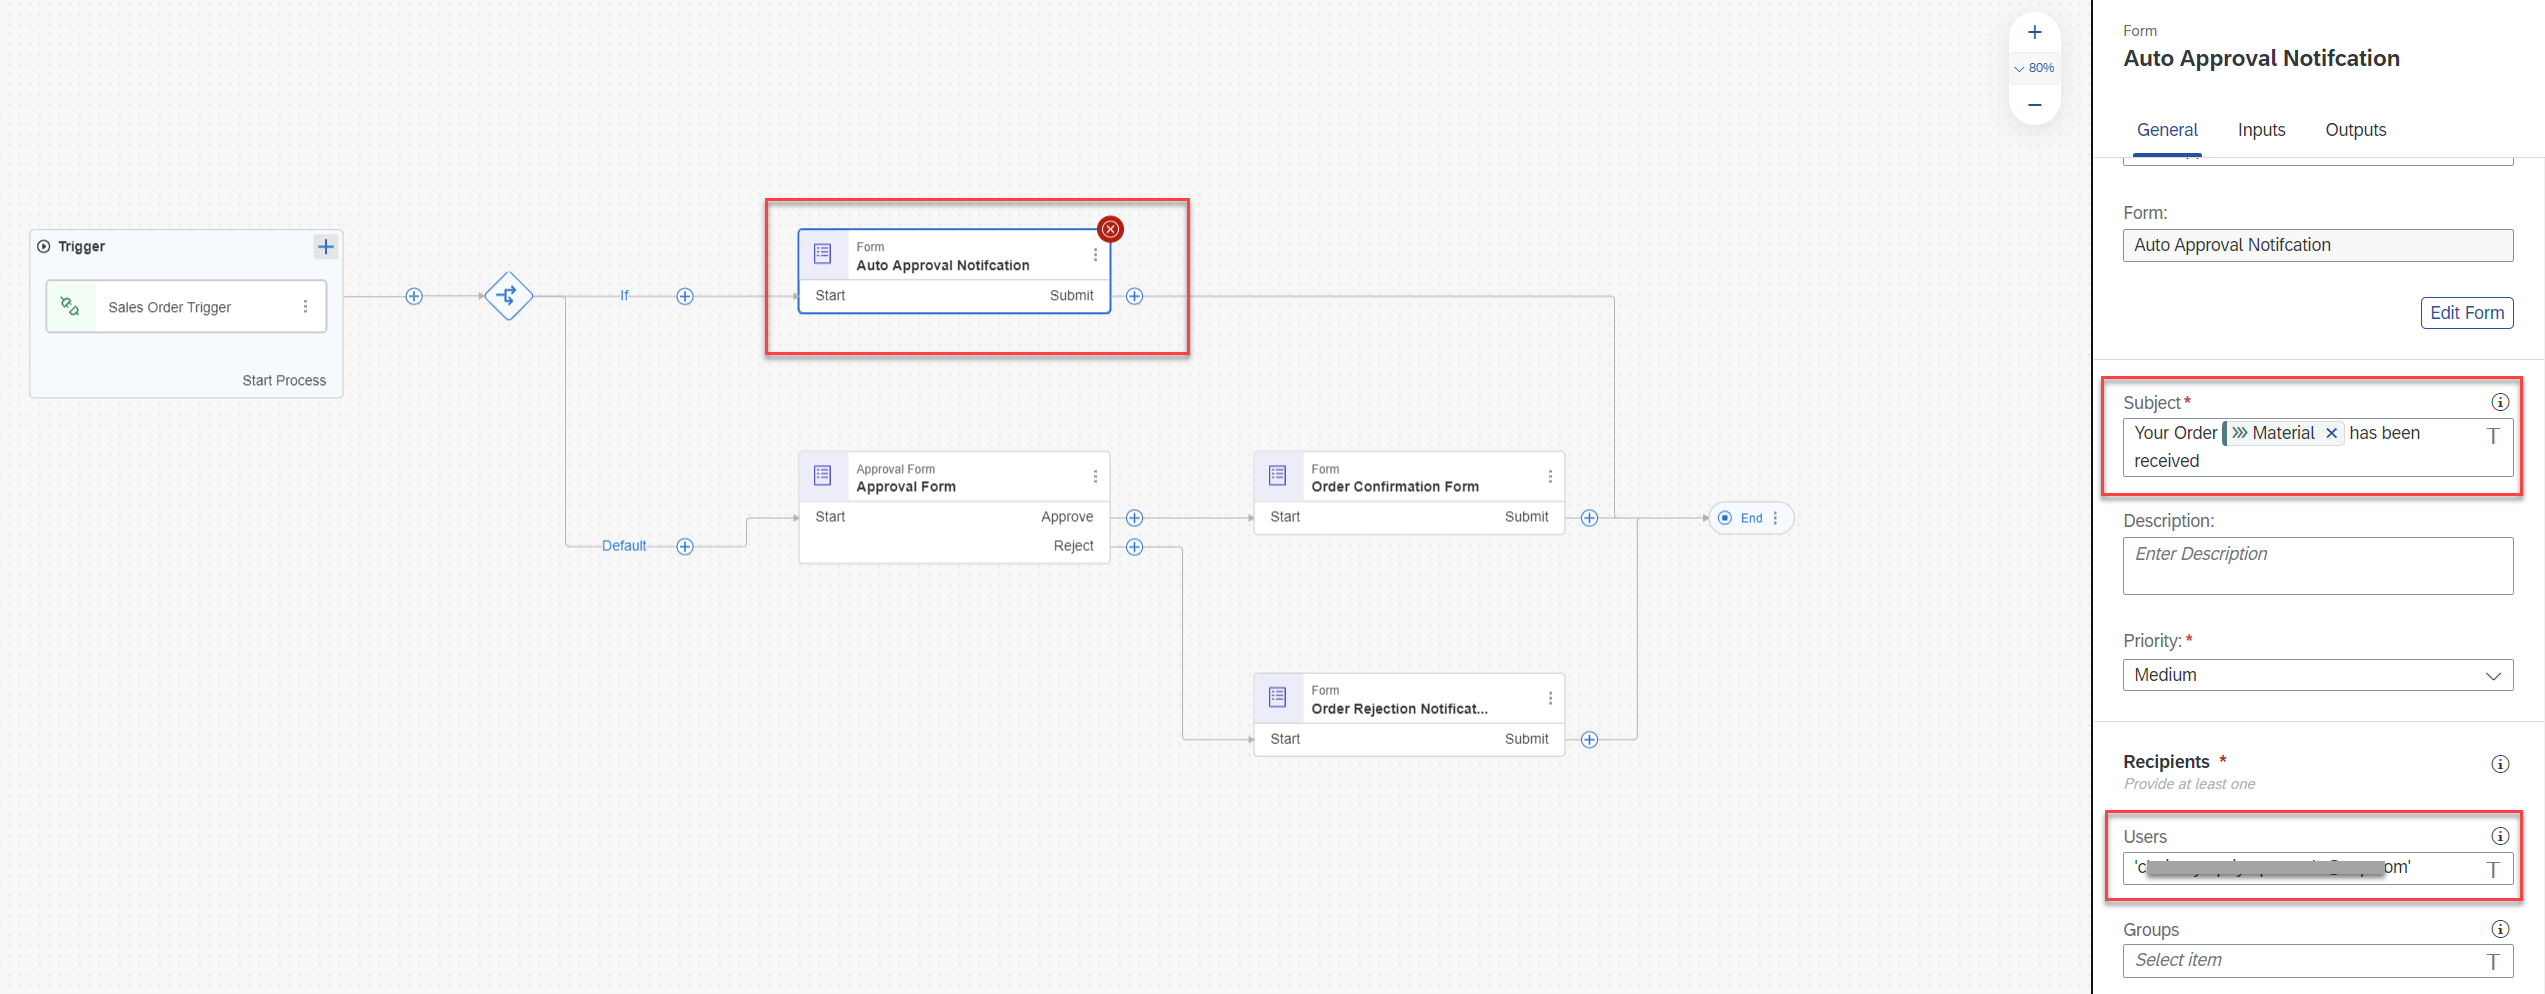 Trigger
Sales Order Trigger
Start Process
If
Default
Form
Auto Approval Notifcation
Start Submit
Approval Form
Approval Form
Start Approve
Reject
Form
Order Confirmation Form
Start Submit
Form
Order Rejection Notificat...
Start Submit
End
80%
Form
Auto Approval Notifcation
General Inputs Outputs
Form:
Auto Approval Notifcation
Edit Form
Subject*
Your Order Material has been
received
Description:
Enter Description
Priority: *
Medium
Recipients *
Provide at least one
Users
Groups
Select item